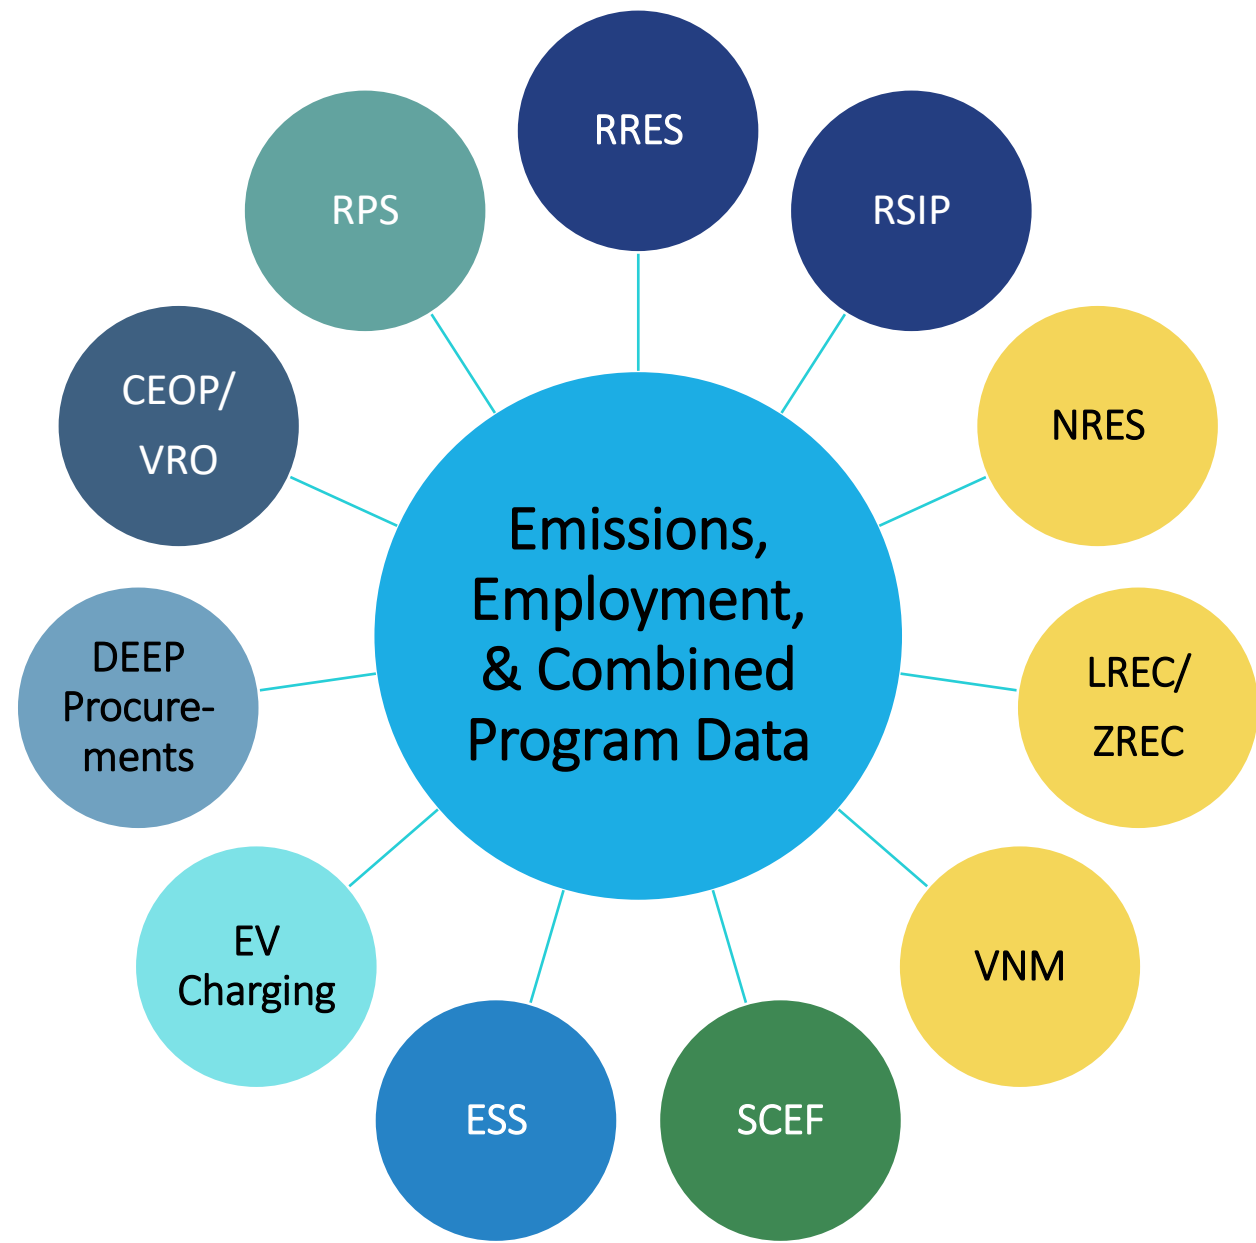 RRES
RSIP
NRES
LREC/
ZREC
VNM
SCEF
ESS
EV
Charging
DEEP
Procure-
ments
CEOP/
VRO
RPS
Emissions,
Employment,
& Combined
Program Data